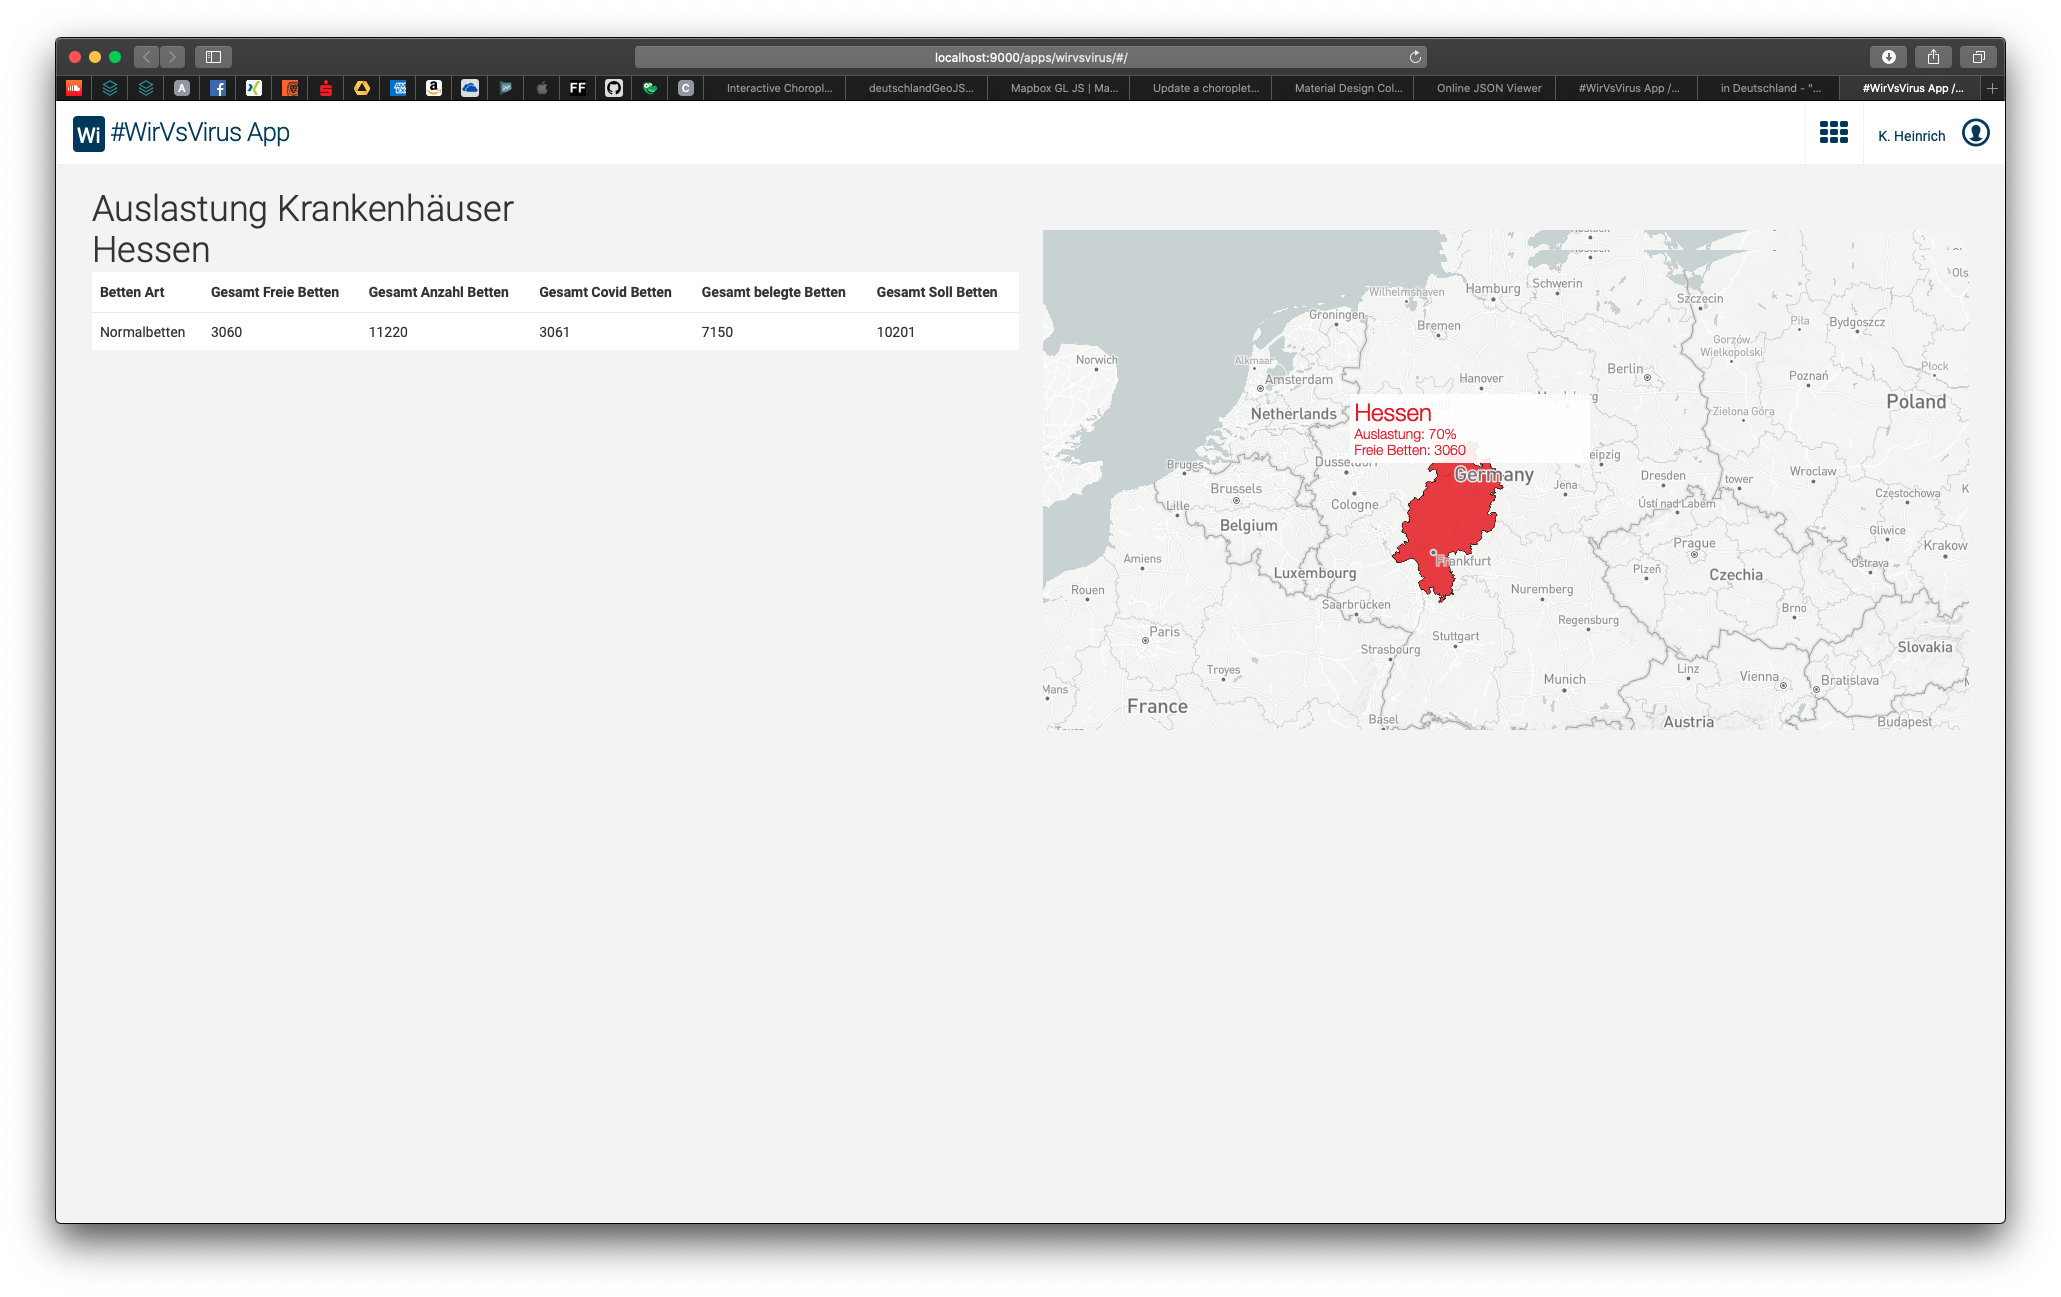 localhost:9000/apps/wirvsvirus/#/
A
FF
C
Interactive Choropl...
deutschlandGeoJS...
Mapbox GL JS | Ma...
Update a choroplet...
Material Design Col...
Online JSON Viewer
#WirVsVirus App /...
in Deutschland - "...
#WirVsVirus App /...
Wi #WirVsVirus App
K. Heinrich
Auslastung Krankenhäuser
Hessen
Betten Art Gesamt Freie Betten Gesamt Anzahl Betten Gesamt Covid Betten Gesamt belegte Betten Gesamt Soll Betten
Normalbetten 3060 11220 3061 7150 10201
Hessen
Auslastung: 70%
Freie Betten: 3060
Wilhelmshaven
Hamburg
Schwerin
Szczecin
Groningen
Bremen
Piła
Bydgoszcz
Norwich
Alkmaar
Amsterdam
Hanover
Berlin
Gorzów
Wielkopolski
Poznań
Płock
Netherlands
Zielona Góra
Poland
Bruges
Germany
Brussels
Jena
Dresden
Wroclaw
Lille
Belgium
Cologne
Ústí nad Labem
Częstochowa
Gliwice
Amiens
Luxembourg
Frankfurt
Prague
Krakow
Rouen
Saarbrücken
Nuremberg
Plzeň
Czechia
Ostrava
Paris
Stuttgart
Regensburg
Brno
Strasbourg
Slovakia
Troyes
Munich
Linz
Vienna
Bratislava
Mans
France
Basel
Austria
Budapest